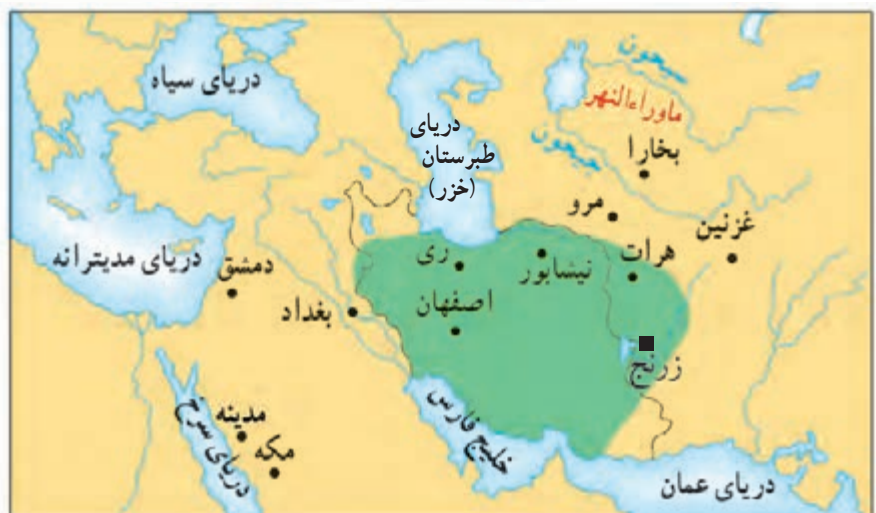 دریای سیاه
دریای
طبرستان
(خزر)
سیحون
ماوراءالنهر
جیحون
بخارا
مرو
غزنین
هرات
نیشابور
ری
اصفهان
زرنج
دریای مدیترانه
دمشق
بغداد
مدینه
مکه
دریای سرخ
خلیج فارس
دریای عمان